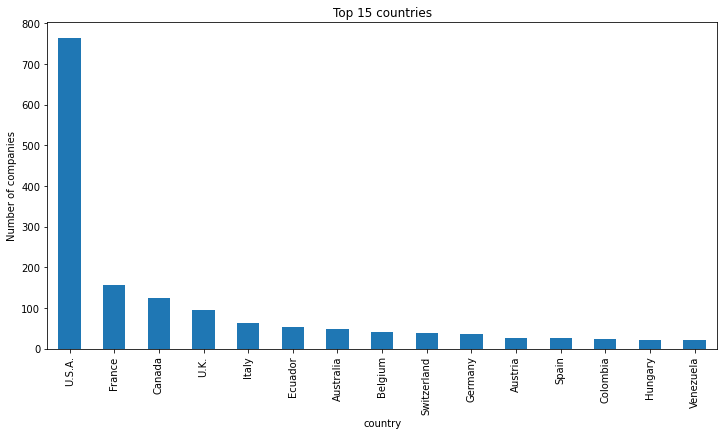 Top 15 countries
Number of companies
800
700
600
500
400
300
200
100
0
U.S.A.
France
Canada
U.K.
Italy
Ecuador
Australia
Belgium
Switzerland
Germany
Austria
Spain
Colombia
Hungary
Venezuela
country